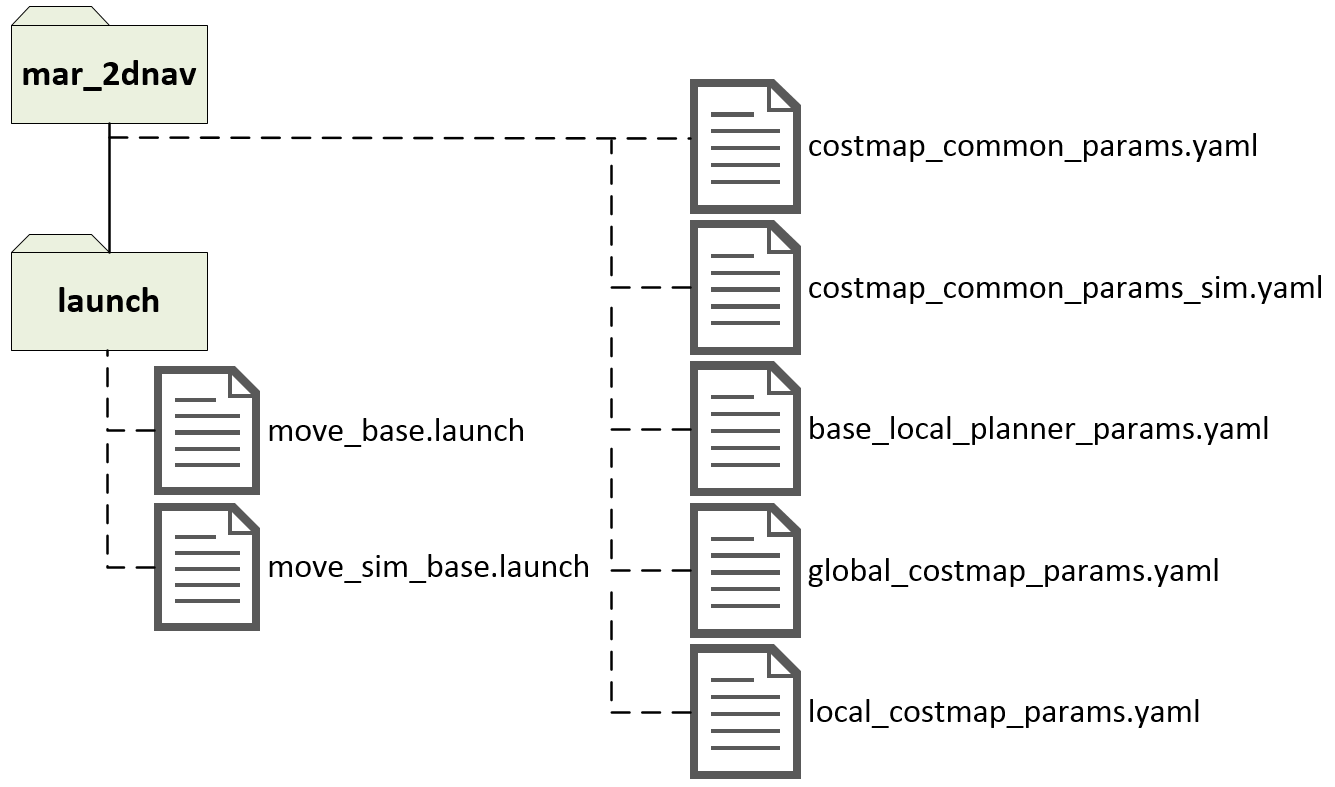 mar_2dnav
costmap_common_params.yaml
costmap_common_params_sim.yaml
launch
base_local_planner_params.yaml
move_base.launch
global_costmap_params.yaml
move_sim_base.launch
local_costmap_params.yaml